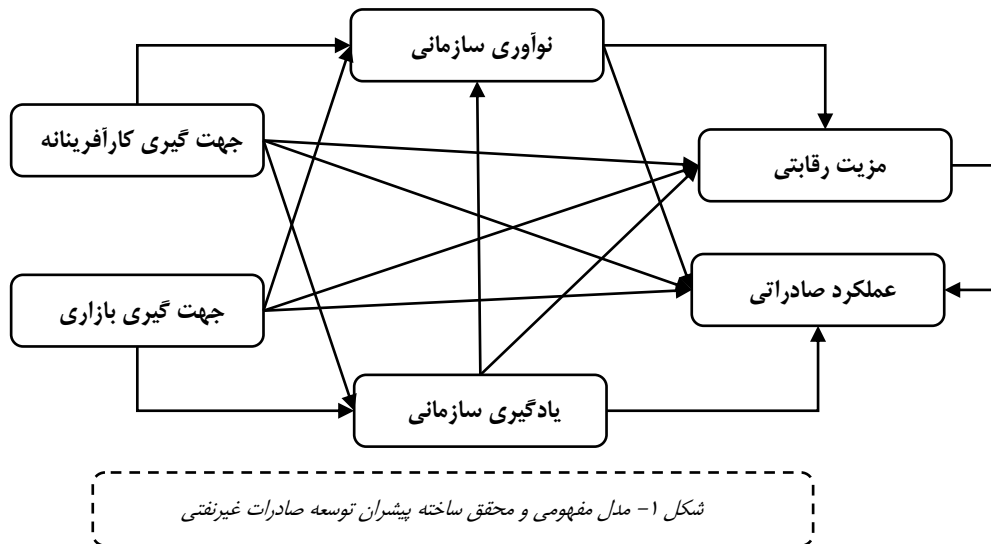 نوآوری سازمانی
جهت گیری کارآفرینانه
مزیت رقابتی
جهت گیری بازاری
عملکرد صادراتی
یادگیری سازمانی
شکل ۱- مدل مفهومی و محقق ساخته پیشران توسعه صادرات غیرنفتی